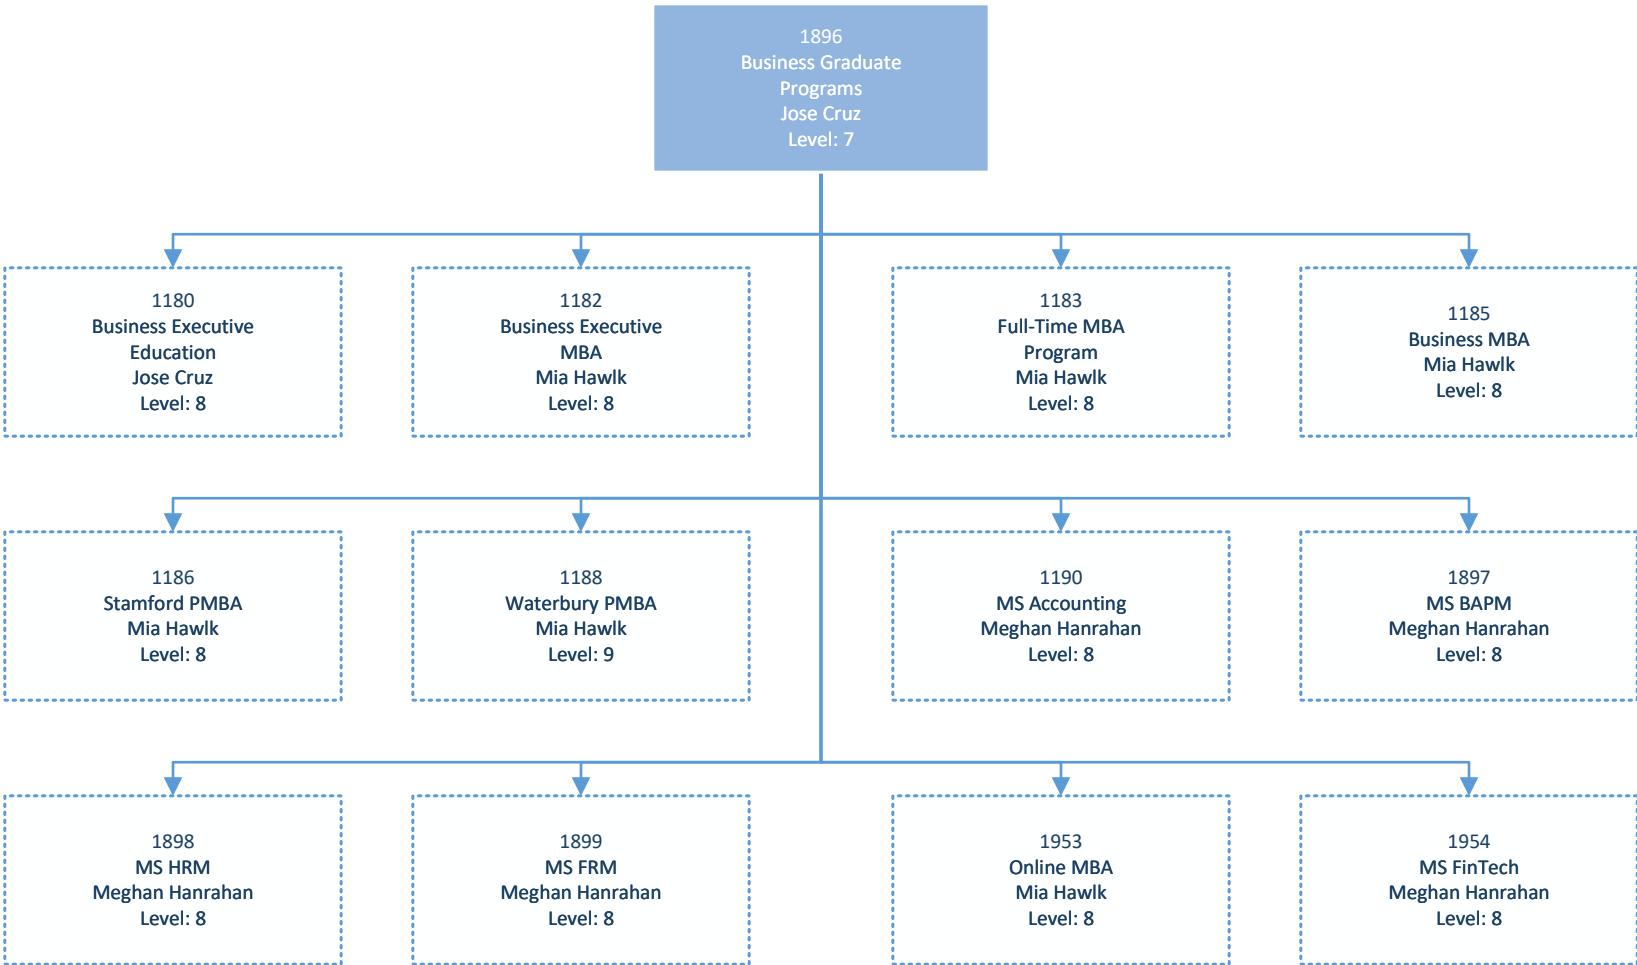 1896
Business Graduate
Programs
Jose Cruz
Level: 7
1180
Business Executive
Education
Jose Cruz
Level: 8
1182
Business Executive
MBA
Mia Hawlk
Level: 8
1183
Full-Time MBA
Program
Mia Hawlk
Level: 8
1185
Business MBA
Mia Hawlk
Level: 8
1186
Stamford PMBA
Mia Hawlk
Level: 8
1188
Waterbury PMBA
Mia Hawlk
Level: 9
1190
MS Accounting
Meghan Hanrahan
Level: 8
1897
MS BAPM
Meghan Hanrahan
Level: 8
1898
MS HRM
Meghan Hanrahan
Level: 8
1899
MS FRM
Meghan Hanrahan
Level: 8
1953
Online MBA
Mia Hawlk
Level: 8
1954
MS FinTech
Meghan Hanrahan
Level: 8